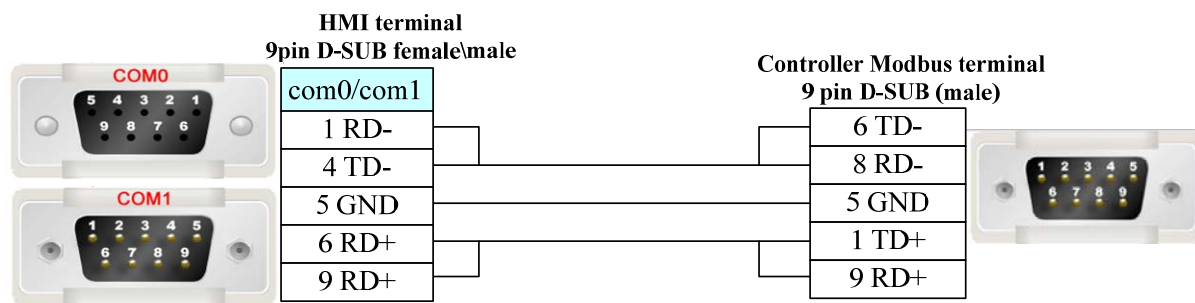 HMI terminal
9pin D-SUB female\male
COM0
5 4 3 2 1
9 8 7 6
COM1
1 2 3 4 5
6 7 8 9
com0/com1
1 RD-
4 TD-
5 GND
6 RD+
9 RD+
Controller Modbus terminal
9 pin D-SUB (male)
6 TD-
8 RD-
5 GND
1 TD+
9 RD+
1 2 3 4 5
6 7 8 9